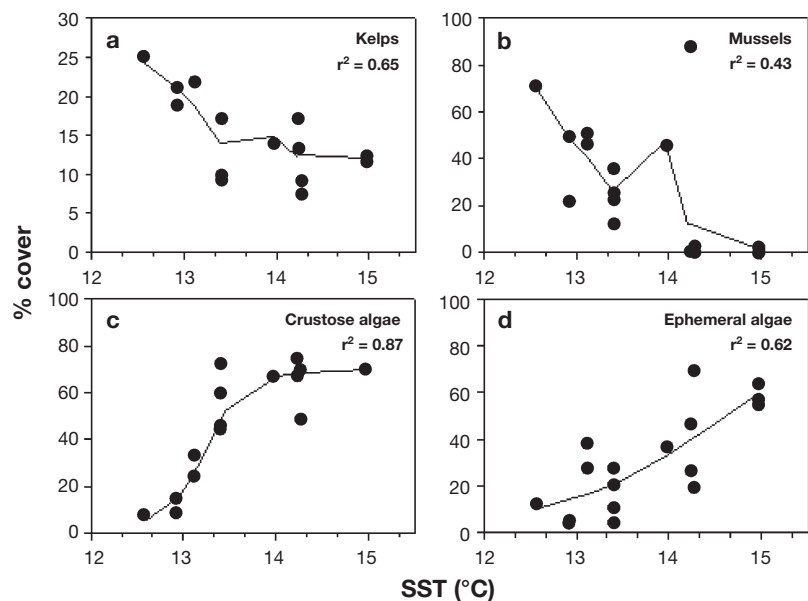 a Kelps
r² = 0.65
30
25
20
15
10
5
0
12 13 14 15
b Mussels
r² = 0.43
100
80
60
40
20
0
12 13 14 15
% cover
c Crustose algae
r² = 0.87
100
80
60
40
20
0
12 13 14 15
d Ephemeral algae
r² = 0.62
100
80
60
40
20
0
12 13 14 15
SST (°C)